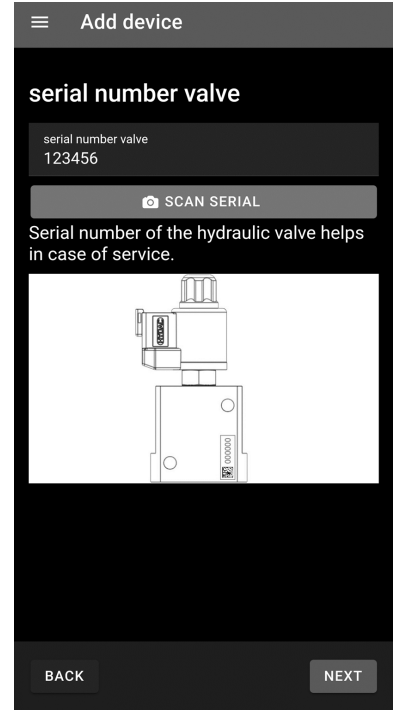 Add device
serial number valve
serial number valve
123456
SCAN SERIAL
Serial number of the hydraulic valve helps
in case of service.
000000
BACK
NEXT